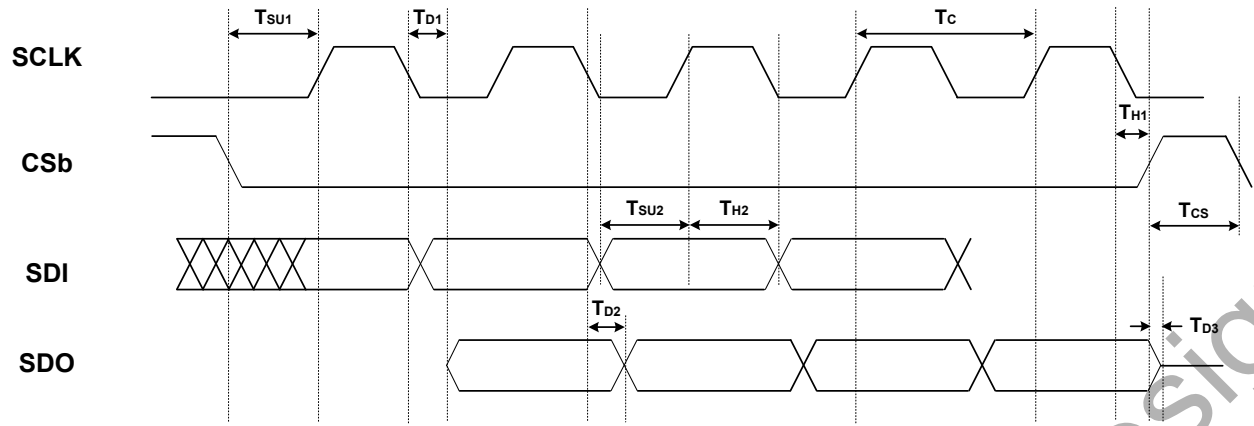 TSU1
TD1
TC
SCLK
TH1
CSb
TSU2
TH2
TCS
SDI
TD2
TD3
SDO